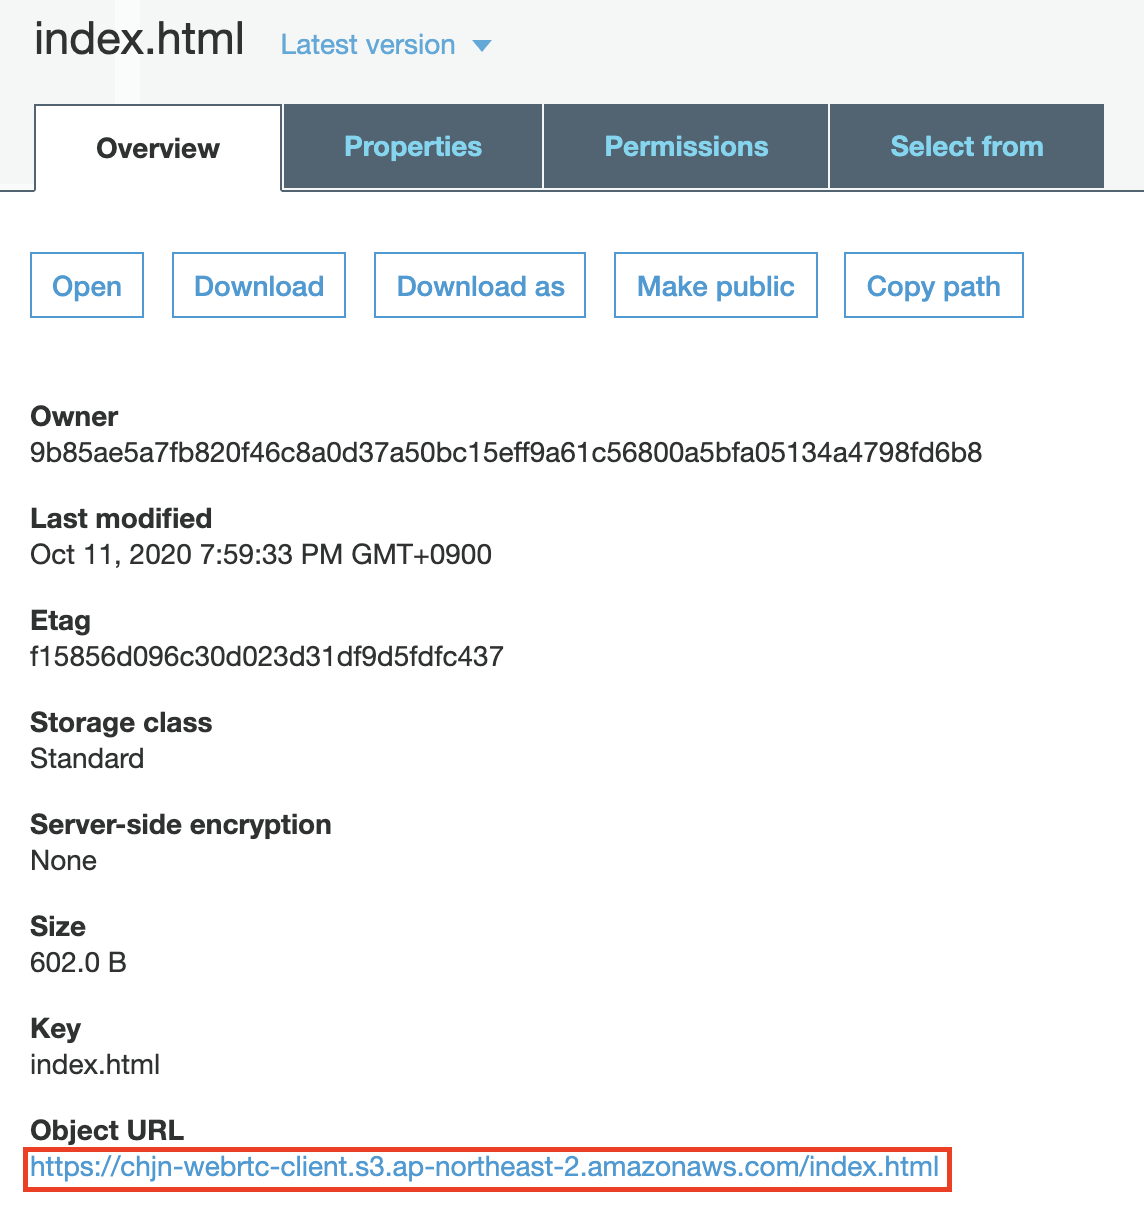 index.html Latest version
Overview Properties Permissions Select from
Open Download Download as Make public Copy path
Owner
9b85ae5a7fb820f46c8a0d37a50bc15eff9a61c56800a5bfa05134a4798fd6b8
Last modified
Oct 11, 2020 7:59:33 PM GMT+0900
Etag
f15856d096c30d023d31df9d5fdfc437
Storage class
Standard
Server-side encryption
None
Size
602.0 B
Key
index.html
Object URL
https://chjn-webrtc-client.s3.ap-northeast-2.amazonaws.com/index.html